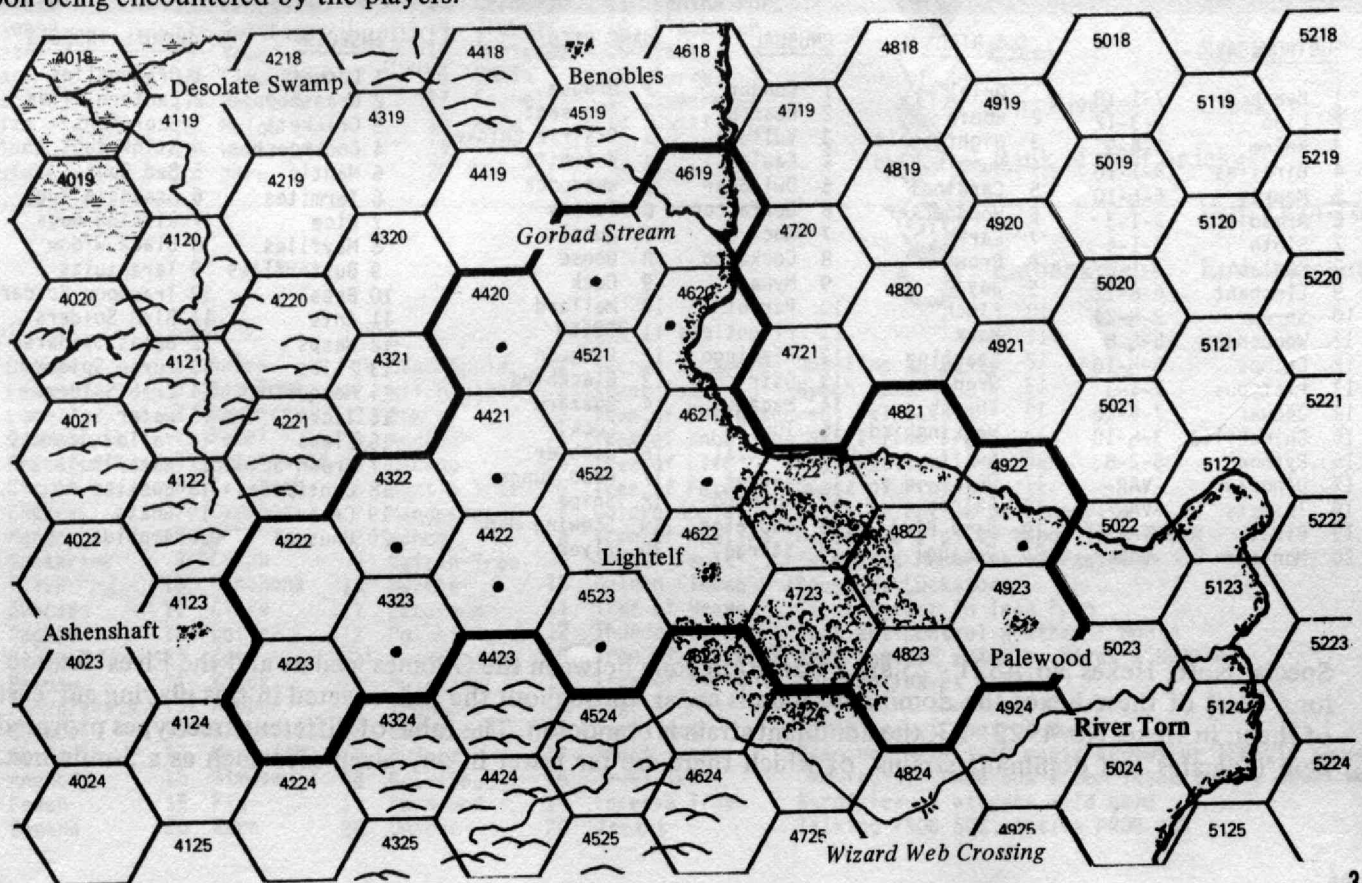 on being encountered by the players.
4018 4218 4418 4618 4818 5018 5218
Benobles
Desolate Swamp
4119 4319 4519 4719 4919 5119
4019 4219 4419 4619 4819 5019 5219
Gorbad Stream
4120 4320 4720 4920 5120
4020 4220 4420 4620 4820 5020 5220
4121 4321 4521 4721 4921 5121
4021 4221 4421 4621 4821 5021 5221
4122 4322 4522 4922 5122
4022 4222 4422 4622 4822 5022 5222
Lightelf
4123 4323 4523 4723 4923 5123
Ashenshaft
4023 4223 4423 4623 4823 5023 5223
Palewood
4124 4324 4524 4924 5124
River Torn
4024 4224 4424 4624 4824 5024 5224
4125 4325 4525 4725 4925 5125
Wizard Web Crossing
3